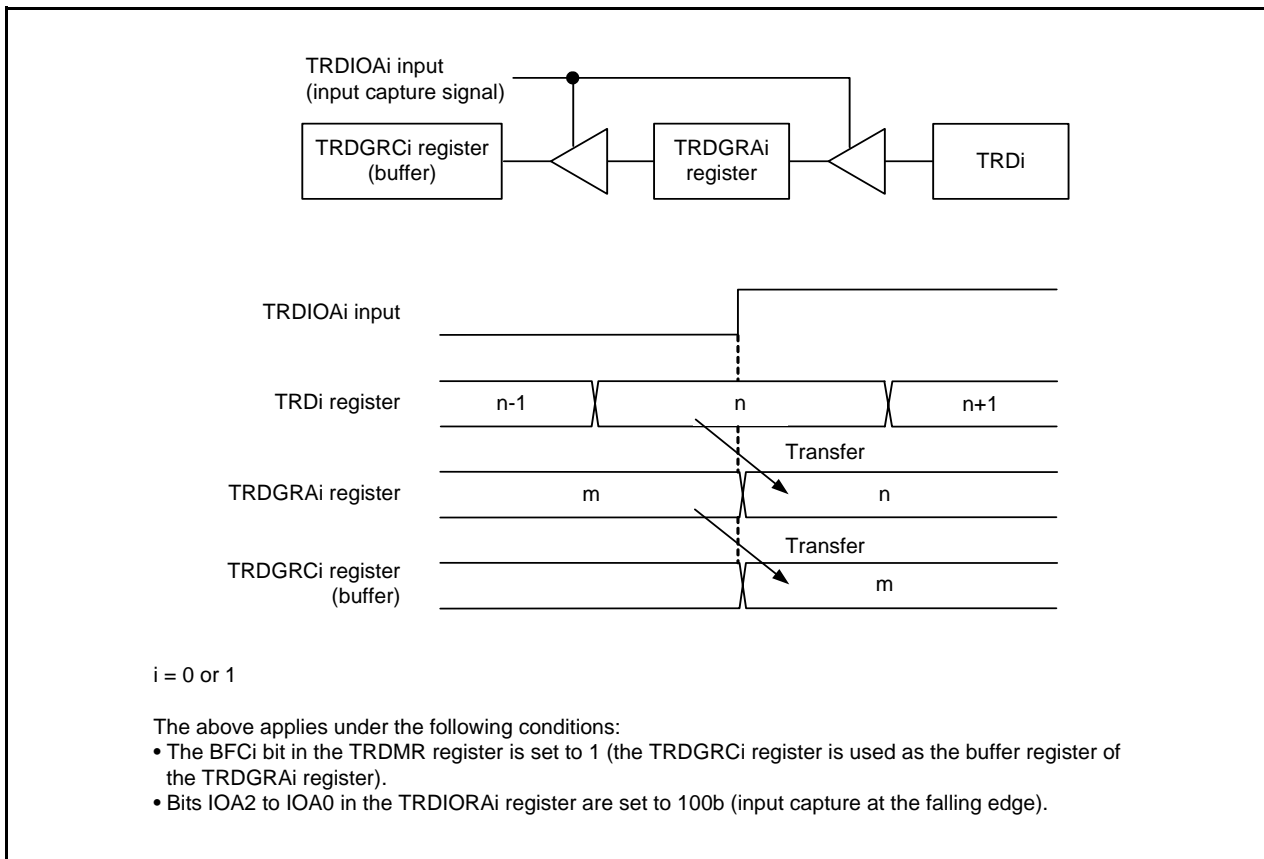 TRDIOAi input
(input capture signal)
TRDGRCi register
(buffer)
TRDGRAi
register
TRDi
TRDIOAi input
TRDi register
n-1
n
n+1
Transfer
TRDGRAi register
m
n
Transfer
TRDGRCi register
(buffer)
m
i = 0 or 1
The above applies under the following conditions:
• The BFCi bit in the TRDMR register is set to 1 (the TRDGRCi register is used as the buffer register of
the TRDGRAi register).
• Bits IOA2 to IOA0 in the TRDIORAi register are set to 100b (input capture at the falling edge).